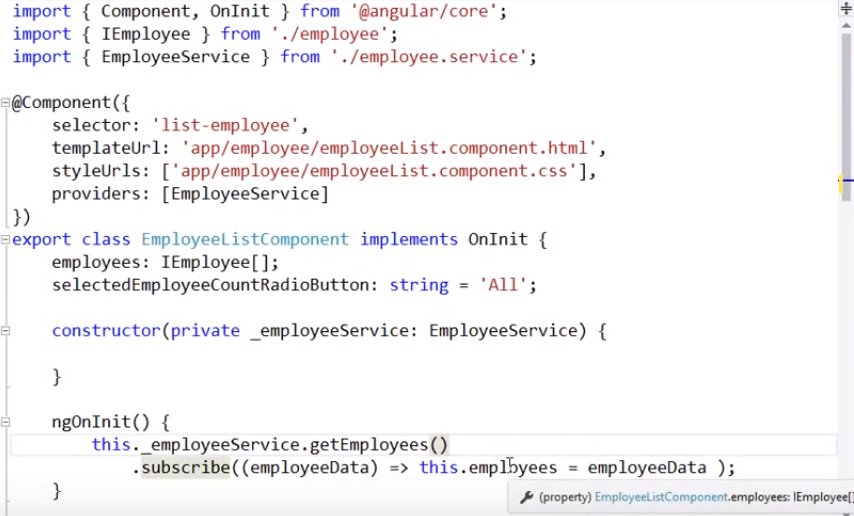 import { Component, OnInit } from '@angular/core';
import { IEmployee } from './employee';
import { EmployeeService } from './employee.service';
@Component({
selector: 'list-employee',
templateUrl: 'app/employee/employeeList.component.html',
styleUrls: ['app/employee/employeeList.component.css'],
providers: [EmployeeService]
})
export class EmployeeListComponent implements OnInit {
employees: IEmployee[];
selectedEmployeeCountRadioButton: string = 'All';
constructor(private _employeeService: EmployeeService) {
}
ngOnInit() {
this._employeeService.getEmployees()
.subscribe((employeeData) => this.employees = employeeData );
}
(property) EmployeeListComponent.employees: IEmployee[]